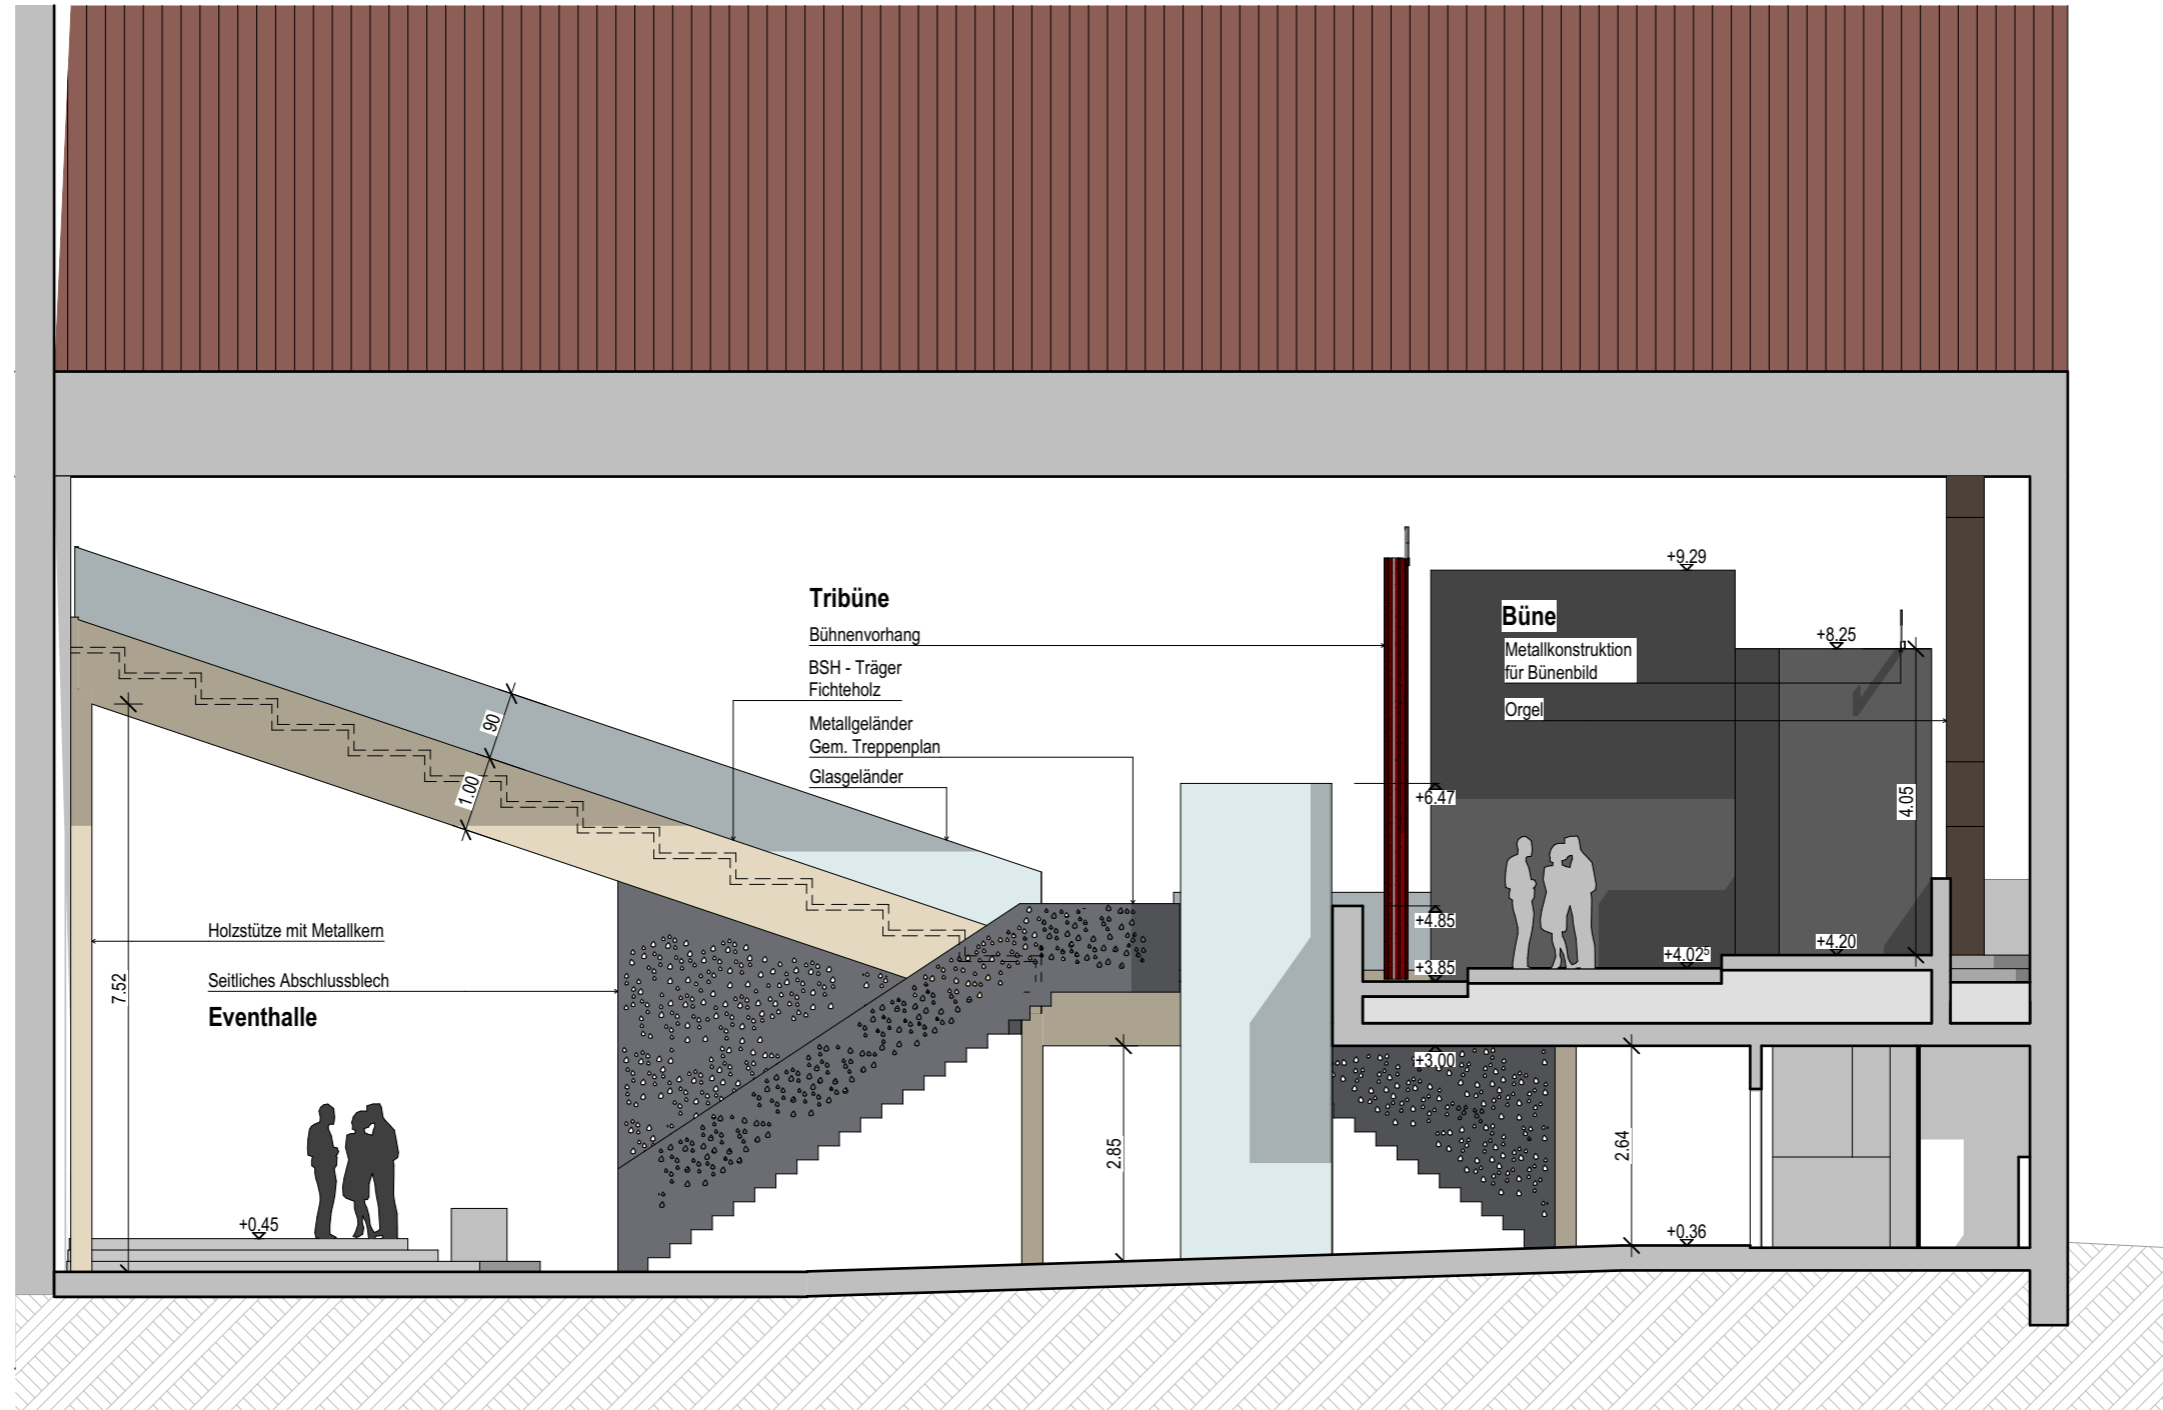 +9.29
Tribüne
Bühnenvorhang
BSH - Träger
Fichteholz
Metallgeländer
Gem. Treppenplan
Glasgeländer
Büne
Metallkonstruktion
für Bünenbild
Orgel
+8.25
90
1.00
+6.47
4.05
Holzstütze mit Metallkern
Seitliches Abschlussblech
Eventhalle
7.52
+4.85
+4.02⁵
+4.20
+3.85
+3.00
2.85
2.64
+0.45
+0.36